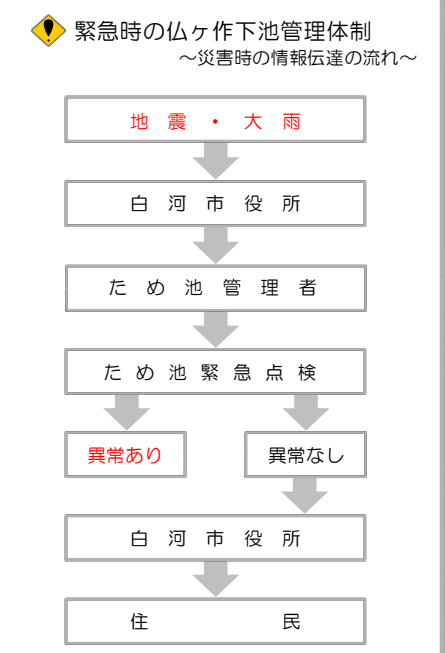 緊急時の仏ヶ作下池管理体制
～災害時の情報伝達の流れ～
地震・大雨
白河市役所
ため池管理者
ため池緊急点検
異常あり 異常なし
白河市役所
住民